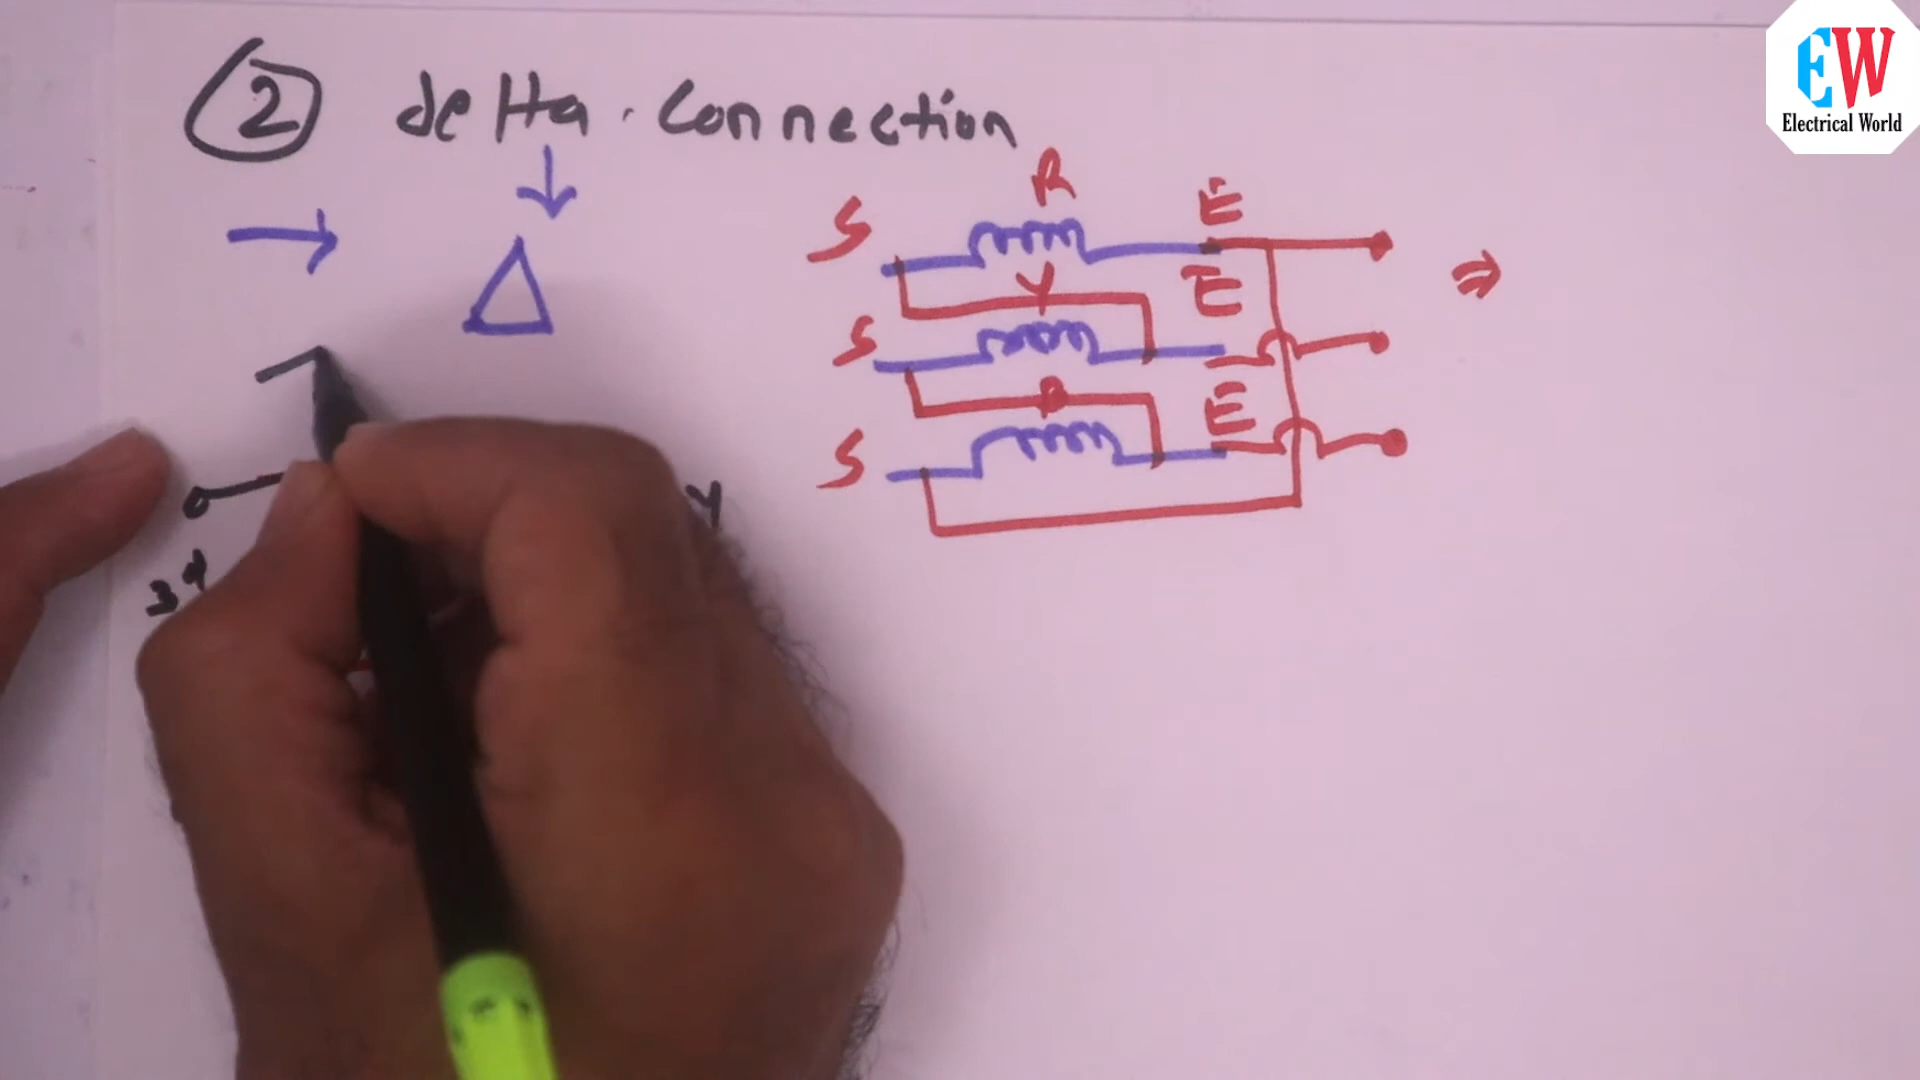 EW
Electrical World
2 delta. connection
R
S E
Y E
S
B E
S
Y
3 φ